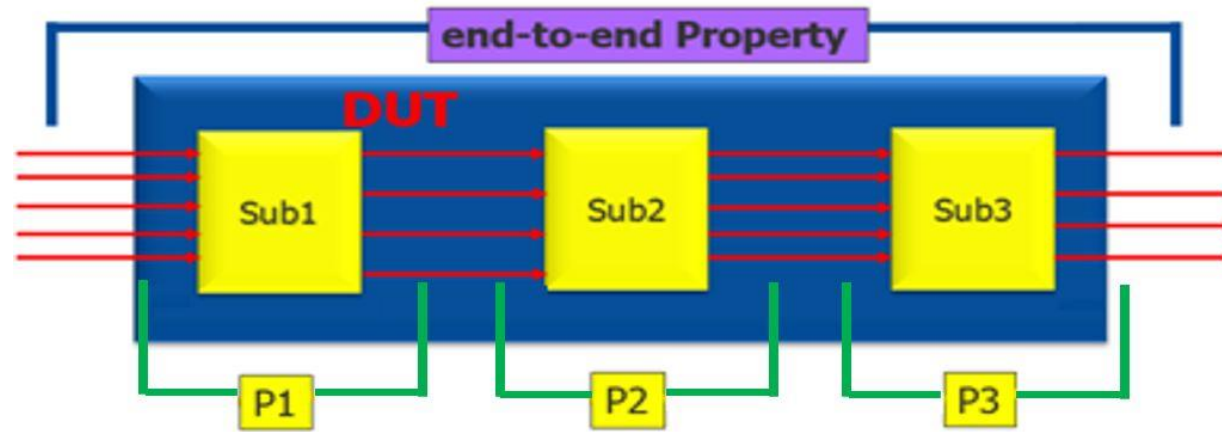 end-to-end Property
DUT
Sub1
Sub2
Sub3
P1
P2
P3